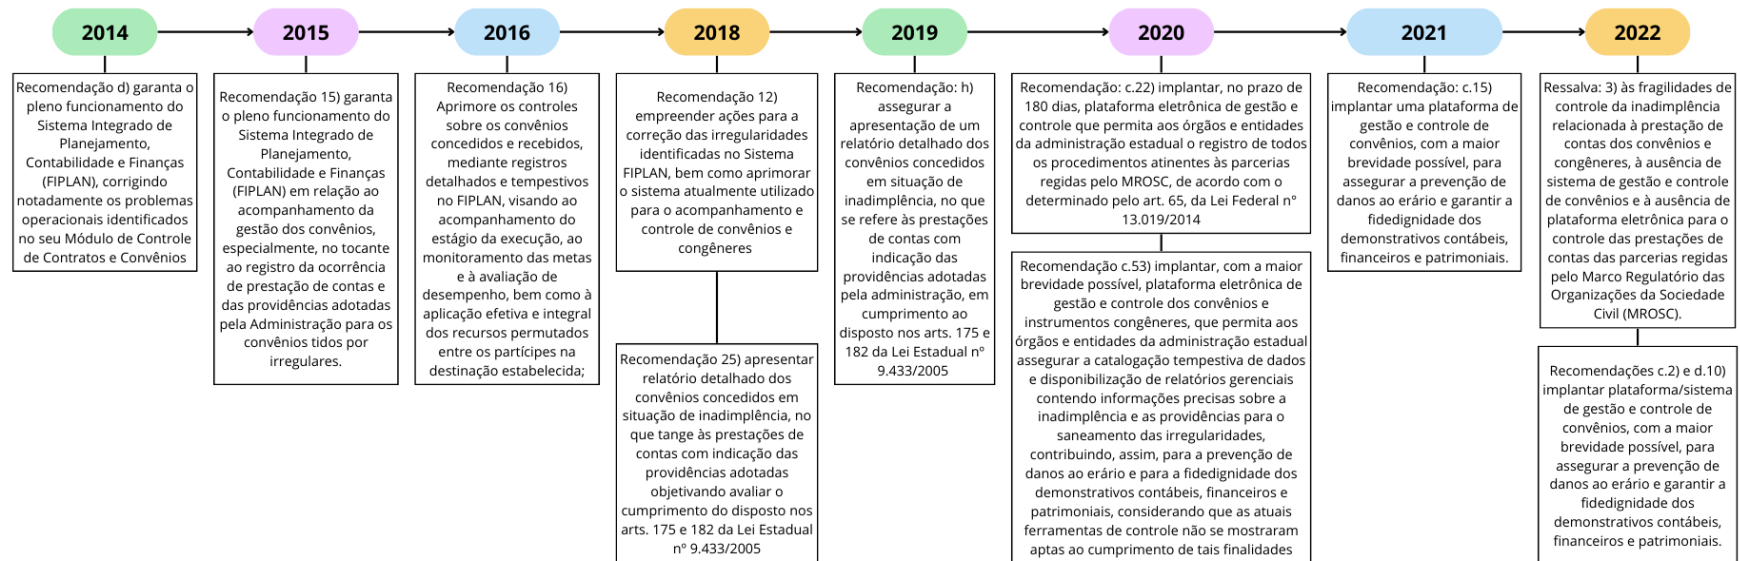 2014
Recomendação d) garanta o
pleno funcionamento do
Sistema Integrado de
Planejamento,
Contabilidade e Finanças
(FIPLAN), corrigindo
notadamente os problemas
operacionais identificados
no seu Módulo de Controle
de Contratos e Convênios
2015
Recomendação 15) garanta
o pleno funcionamento do
Sistema Integrado de
Planejamento,
Contabilidade e Finanças
(FIPLAN) em relação ao
acompanhamento da
gestão dos convênios,
especialmente, no tocante
ao registro da ocorrência
de prestação de contas e
das providências adotadas
pela Administração para os
convênios tidos por
irregulares.
2016
Recomendação 16)
Aprimore os controles
sobre os convênios
concedidos e recebidos,
mediante registros
detalhados e tempestivos
no FIPLAN, visando ao
acompanhamento do
estágio da execução, ao
monitoramento das metas
e à avaliação de
desempenho, bem como à
aplicação efetiva e integral
dos recursos permutados
entre os partícipes na
destinação estabelecida;
2018
Recomendação 12)
empreender ações para a
correção das irregularidades
identificadas no Sistema
FIPLAN, bem como aprimorar
o sistema atualmente utilizado
para o acompanhamento e
controle de convênios e
congêneres
Recomendação 25) apresentar
relatório detalhado dos
convênios concedidos em
situação de inadimplência, no
que tange às prestações de
contas com indicação das
providências adotadas
objetivando avaliar o
cumprimento do disposto nos
arts. 175 e 182 da Lei Estadual
nº 9.433/2005
2019
Recomendação: h)
assegurar a
apresentação de um
relatório detalhado dos
convênios concedidos
em situação de
inadimplência, no que
se refere às prestações
de contas com
indicação das
providências adotadas
pela administração, em
cumprimento ao
disposto nos arts. 175 e
182 da Lei Estadual nº
9.433/2005
2020
Recomendação: c.22) implantar, no prazo de
180 dias, plataforma eletrônica de gestão e
controle que permita aos órgãos e entidades
da administração estadual o registro de todos
os procedimentos atinentes às parcerias
regidas pelo MROSC, de acordo com o
determinado pelo art. 65, da Lei Federal nº
13.019/2014
Recomendação c.53) implantar, com a maior
brevidade possível, plataforma eletrônica de
gestão e controle dos convênios e
instrumentos congêneres, que permita aos
órgãos e entidades da administração estadual
assegurar a catalogação tempestiva de dados
e disponibilização de relatórios gerenciais
contendo informações precisas sobre a
inadimplência e as providências para o
saneamento das irregularidades,
contribuindo, assim, para a prevenção de
danos ao erário e para a fidedignidade dos
demonstrativos contábeis, financeiros e
patrimoniais, considerando que as atuais
ferramentas de controle não se mostraram
aptas ao cumprimento de tais finalidades
2021
Recomendação: c.15)
implantar uma plataforma de
gestão e controle de
convênios, com a maior
brevidade possível, para
assegurar a prevenção de
danos ao erário e garantir a
fidedignidade dos
demonstrativos contábeis,
financeiros e patrimoniais.
2022
Ressalva: 3) às fragilidades de
controle da inadimplência
relacionada à prestação de
contas dos convênios e
congêneres, à ausência de
sistema de gestão e controle
de convênios e à ausência de
plataforma eletrônica para o
controle das prestações de
contas das parcerias regidas
pelo Marco Regulatório das
Organizações da Sociedade
Civil (MROSC).
Recomendações c.2) e d.10)
implantar plataforma/sistema
de gestão e controle de
convênios, com a maior
brevidade possível, para
assegurar a prevenção de
danos ao erário e garantir a
fidedignidade dos
demonstrativos contábeis,
financeiros e patrimoniais.